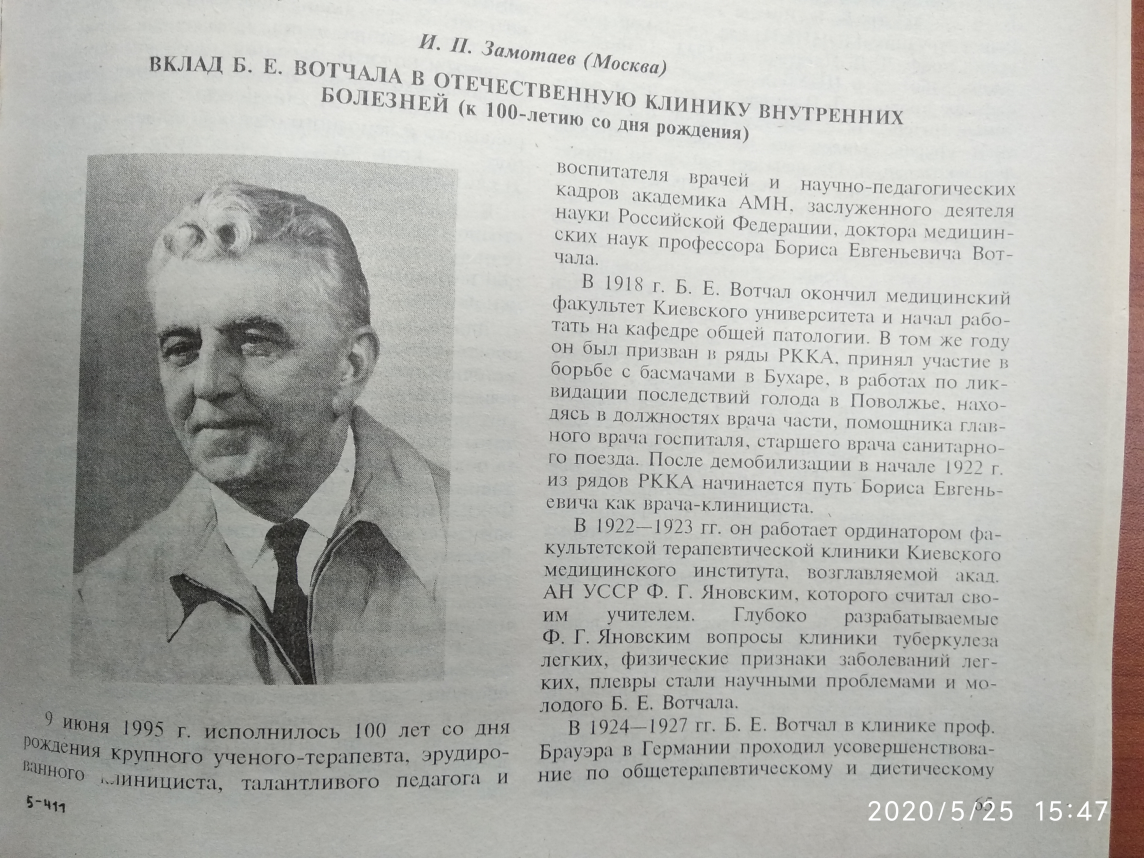 И. П. Замотаев (Москва)
ВКЛАД Б. Е. ВОТЧАЛА В ОТЕЧЕСТВЕННУЮ КЛИНИКУ ВНУТРЕННИХ
БОЛЕЗНЕЙ (к 100-летию со дня рождения)
9 июня 1995 г. исполнилось 100 лет со дня
рождения крупного ученого-терапевта, эрудиро-
ванного клинициста, талантливого педагога и
5-411
воспитателя врачей и научно-педагогических
кадров академика АМН, заслуженного деятеля
науки Российской Федерации, доктора медицин-
ских наук профессора Бориса Евгеньевича Вот-
чала.
В 1918 г. Б. Е. Вотчал окончил медицинский
факультет Киевского университета и начал рабо-
тать на кафедре общей патологии. В том же году
он был призван в ряды РККА, принял участие в
борьбе с басмачами в Бухаре, в работах по лик-
видации последствий голода в Поволжье, нахо-
дясь в должностях врача части, помощника глав-
ного врача госпиталя, старшего врача санитарно-
го поезда. После демобилизации в начале 1922 г.
из рядов РККА начинается путь Бориса Евгень-
евича как врача-клинициста.
В 1922—1923 гг. он работает ординатором фа-
культетской терапевтической клиники Киевского
медицинского института, возглавляемой акад.
АН УССР Ф. Г. Яновским, которого считал сво-
им учителем. Глубоко разрабатываемые
Ф. Г. Яновским вопросы клиники туберкулеза
легких, физические признаки заболеваний лег-
ких, плевры стали научными проблемами и мо-
лодого Б. Е. Вотчала.
В 1924—1927 гг. Б. Е. Вотчал в клинике проф.
Брауэра в Германии проходил усовершенствова-
ние по общетерапевтическому и диетическому
65
2020/5/25 15:47